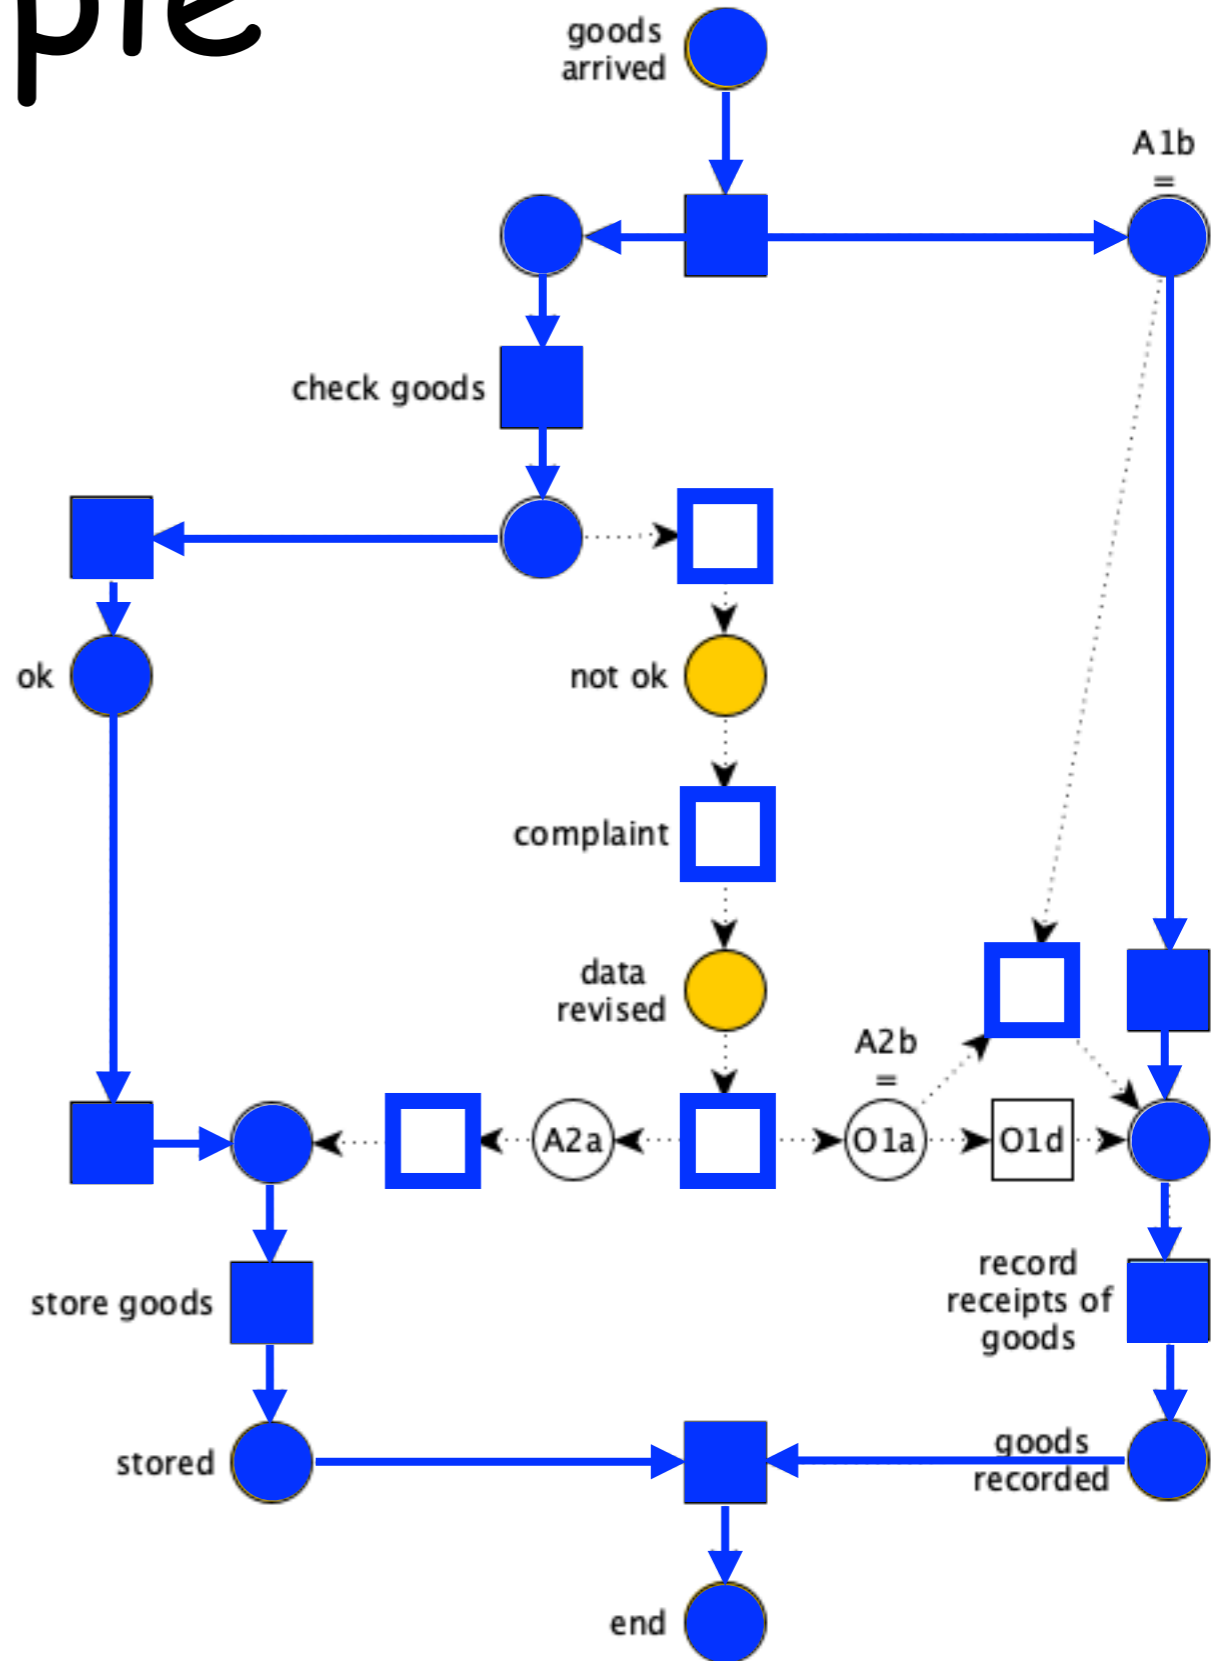 ple
goods
arrived
A1b
=
check goods
ok
not ok
complaint
data
revised
A2b
=
A2a
O1a
O1d
store goods
record
receipts of
goods
stored
goods
recorded
end